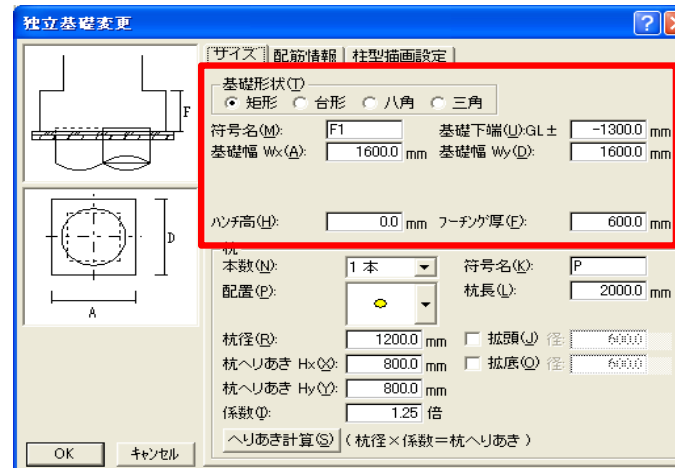 独立基礎変更
サイズ 配筋情報 柱型描画設定
基礎形状(T)
矩形 台形 八角 三角
符号名(M): F1 基礎下端(U):GL± -1300.0 mm
基礎幅 Wx(A): 1600.0 mm 基礎幅 Wy(D): 1600.0 mm
ハンチ高(H): 0.0 mm フーチング厚(F): 600.0 mm
杭
本数(N): 1 本 符号名(K): P
配置(P): 杭長(L): 2000.0 mm
杭径(R): 1200.0 mm 拡頭(J) 径: 600.0
杭へりあき Hx(X): 800.0 mm 拡底(O) 径: 600.0
杭へりあき Hy(Y): 800.0 mm
係数(I): 1.25 倍
へりあき計算(S) (杭径×係数=杭へりあき)
F
D
A
OK キャンセル